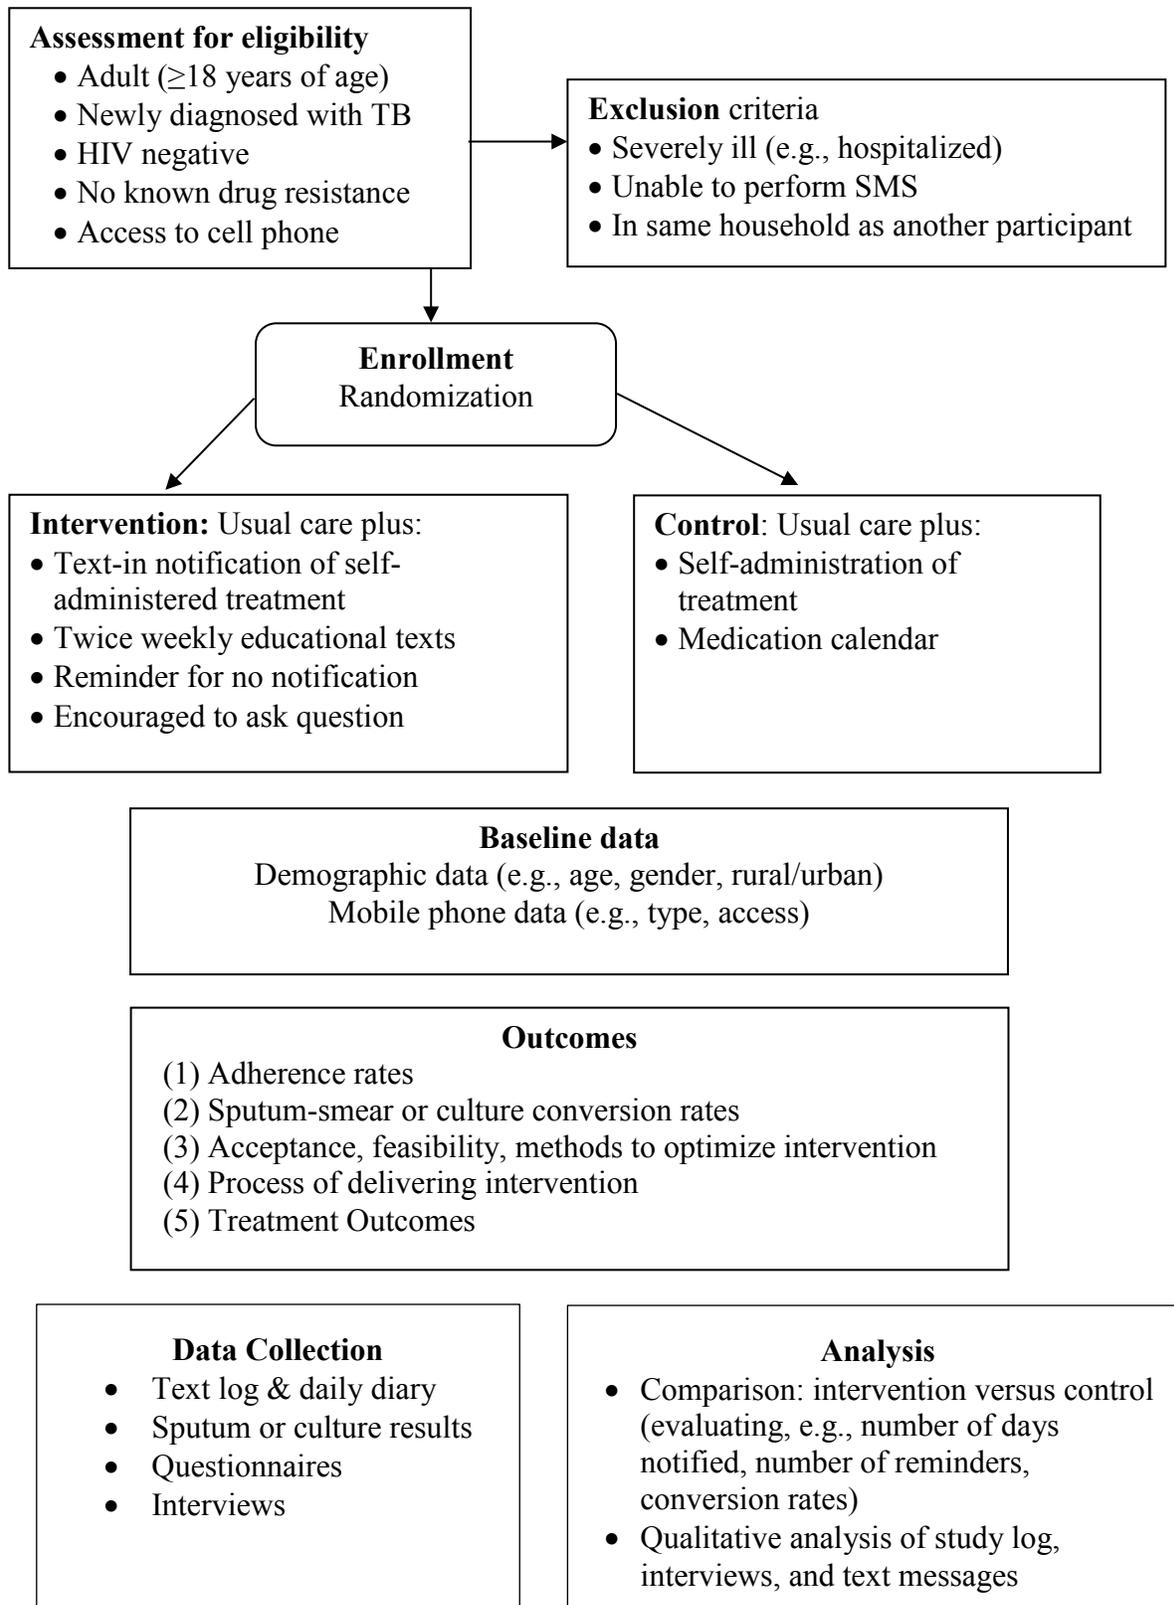 Assessment for eligibility
• Adult (≥18 years of age)
• Newly diagnosed with TB
• HIV negative
• No known drug resistance
• Access to cell phone
Exclusion criteria
• Severely ill (e.g., hospitalized)
• Unable to perform SMS
• In same household as another participant
Enrollment
Randomization
Intervention: Usual care plus:
• Text-in notification of self-
administered treatment
• Twice weekly educational texts
• Reminder for no notification
• Encouraged to ask question
Control: Usual care plus:
• Self-administration of
treatment
• Medication calendar
Baseline data
Demographic data (e.g., age, gender, rural/urban)
Mobile phone data (e.g., type, access)
Outcomes
(1) Adherence rates
(2) Sputum-smear or culture conversion rates
(3) Acceptance, feasibility, methods to optimize intervention
(4) Process of delivering intervention
(5) Treatment Outcomes
Data Collection
• Text log & daily diary
• Sputum or culture results
• Questionnaires
• Interviews
Analysis
• Comparison: intervention versus control
(evaluating, e.g., number of days
notified, number of reminders,
conversion rates)
• Qualitative analysis of study log,
interviews, and text messages